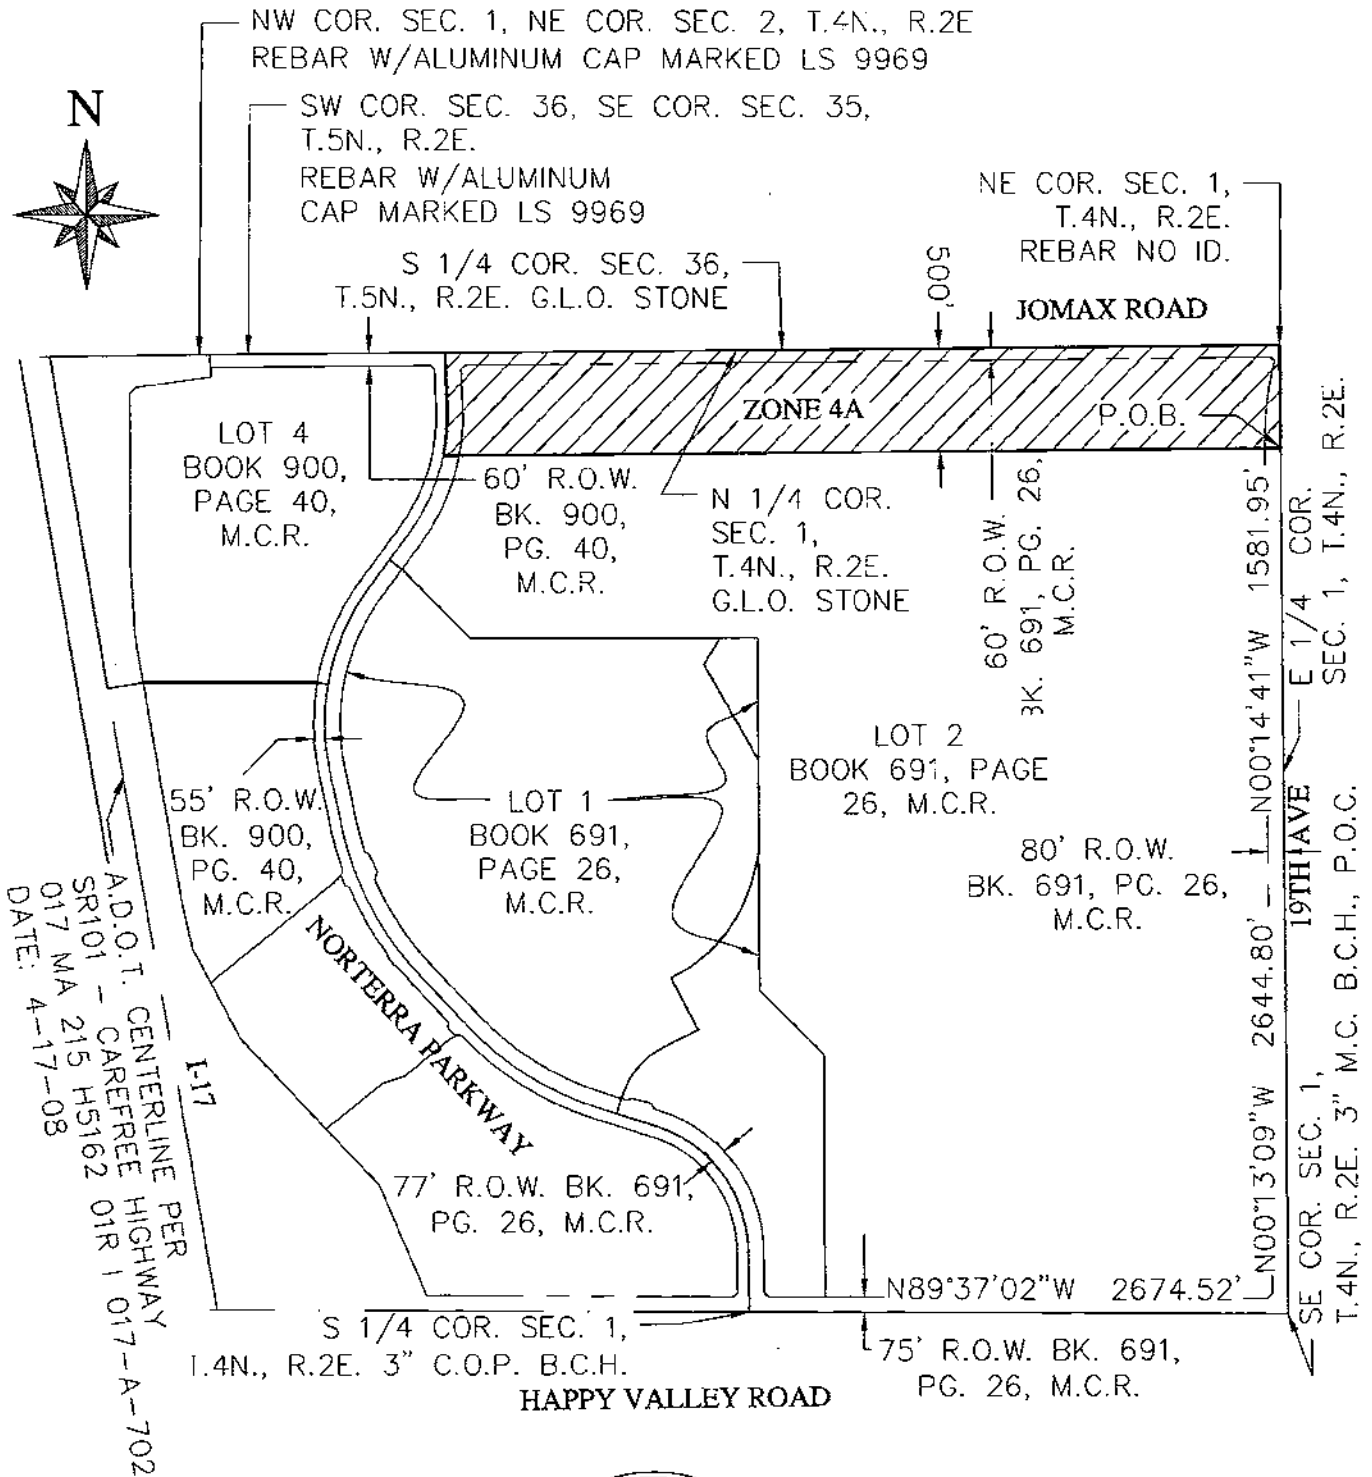 NW COR. SEC. 1, NE COR. SEC. 2, T.4N., R.2E
REBAR W/ALUMINUM CAP MARKED LS 9969
N
SW COR. SEC. 36, SE COR. SEC. 35,
T.5N., R.2E.
REBAR W/ALUMINUM
CAP MARKED LS 9969
NE COR. SEC. 1,
T.4N., R.2E.
REBAR NO ID.
S 1/4 COR. SEC. 36,
T.5N., R.2E. G.L.O. STONE
500'
JOMAX ROAD
ZONE 4A
P.O.B.
LOT 4
BOOK 900,
PAGE 40,
M.C.R.
60' R.O.W.
BK. 900,
PG. 40,
M.C.R.
N 1/4 COR.
SEC. 1,
T.4N., R.2E.
G.L.O. STONE
60' R.O.W.
BK. 691, PG. 26,
M.C.R.
N00°14'41"W 1581.95'
E 1/4 COR.
SEC. 1, T.4N., R.2E.
LOT 2
BOOK 691, PAGE
26, M.C.R.
55' R.O.W.
BK. 900,
PG. 40,
M.C.R.
LOT 1
BOOK 691,
PAGE 26,
M.C.R.
80' R.O.W.
BK. 691, PG. 26,
M.C.R.
19TH AVE
NORTERRA PARKWAY
I-17
A.D.O.T. CENTERLINE PER
SR101 - CAREFREE HIGHWAY
017 MA 215 H5162 01R | 017-A-702
DATE: 4-17-08
N00°13'09"W 2644.80'
77' R.O.W. BK. 691,
PG. 26, M.C.R.
N89°37'02"W 2674.52'
SE COR. SEC. 1,
T.4N., R.2E. 3" M.C. B.C.H., P.O.C.
S 1/4 COR. SEC. 1,
T.4N., R.2E. 3" C.O.P. B.C.H.
75' R.O.W. BK. 691,
PG. 26, M.C.R.
HAPPY VALLEY ROAD